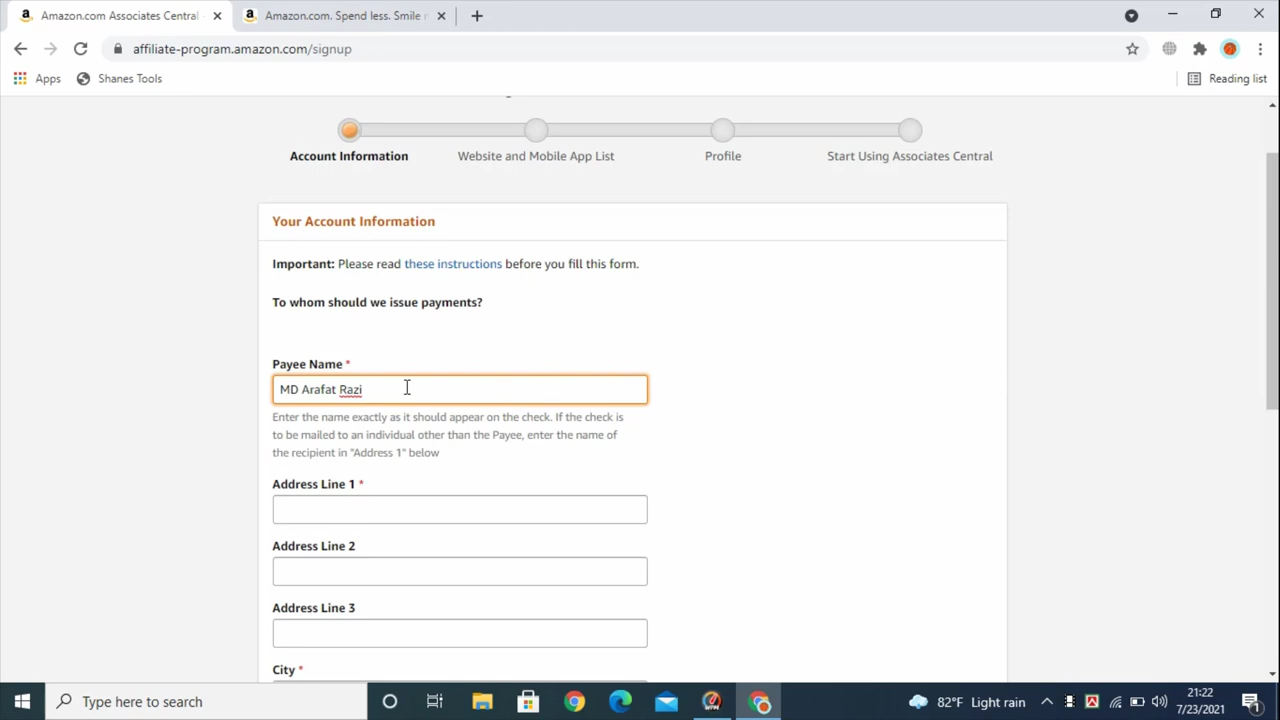 Amazon.com Associates Central
Amazon.com. Spend less. Smile
affiliate-program.amazon.com/signup
Apps
Shanes Tools
Reading list
Account Information
Website and Mobile App List
Profile
Start Using Associates Central
Your Account Information
Important: Please read these instructions before you fill this form.
To whom should we issue payments?
Payee Name *
MD Arafat Razi
Enter the name exactly as it should appear on the check. If the check is
to be mailed to an individual other than the Payee, enter the name of
the recipient in "Address 1" below
Address Line 1 *
Address Line 2
Address Line 3
City *
Type here to search
82°F Light rain
21:22
7/23/2021
1